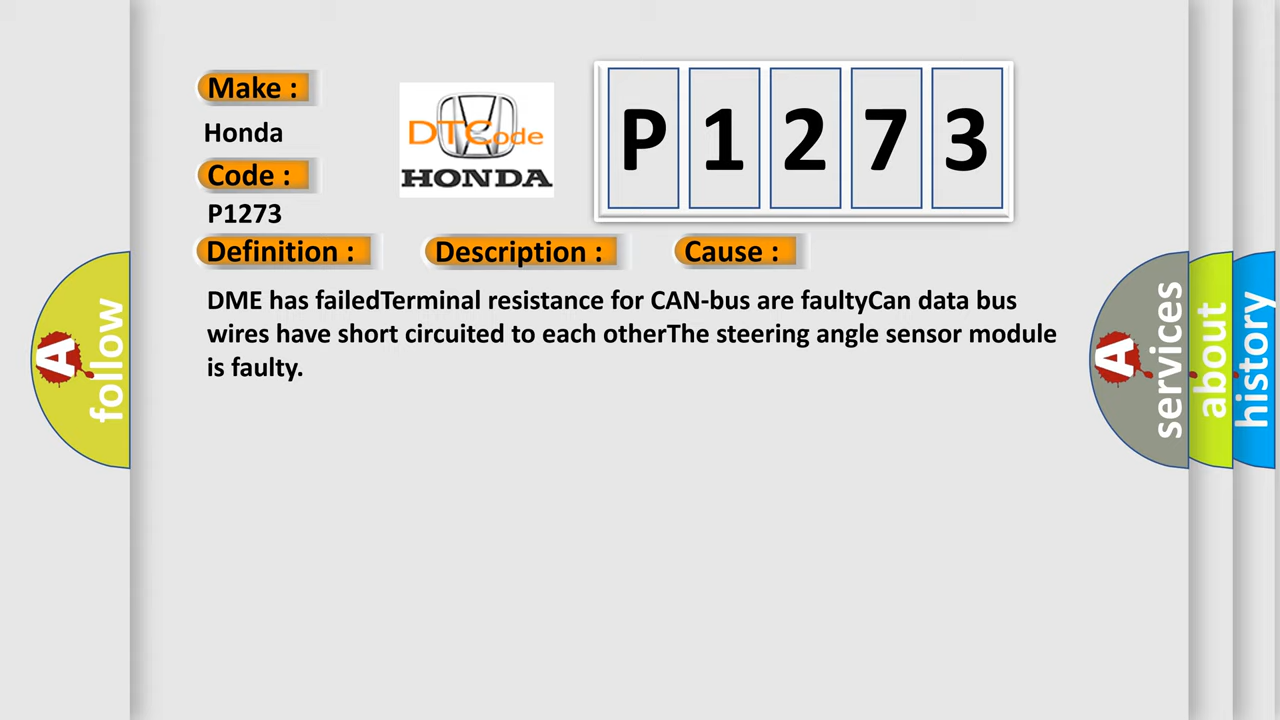 Make :
Honda
Code :
P1273
DTCode
HONDA
P 1 2 7 3
Definition :
Description :
Cause :
DME has failedTerminal resistance for CAN-bus are faultyCan data bus
wires have short circuited to each otherThe steering angle sensor module
is faulty.
A follow
A services
about
history